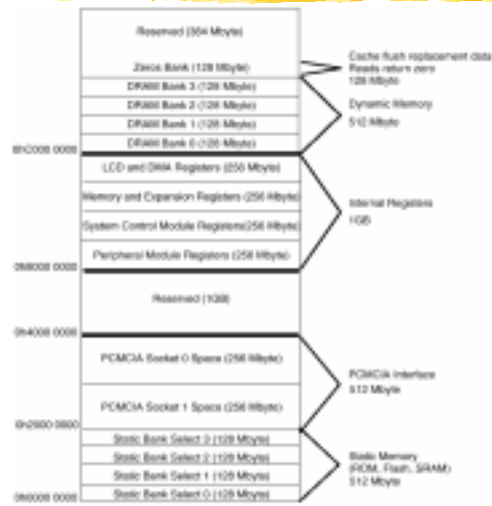 Reserved (384 Mbyte)
Zeros Bank (128 Mbyte)
DRAM Bank 3 (128 Mbyte)
DRAM Bank 2 (128 Mbyte)
DRAM Bank 1 (128 Mbyte)
DRAM Bank 0 (128 Mbyte)
Cache flush replacement data
Reads return zero
128 Mbyte
Dynamic Memory
512 Mbyte
0hC000 0000
LCD and DMA Registers (256 Mbyte)
Memory and Expansion Registers (256 Mbyte)
System Control Module Registers(256 Mbyte)
Peripheral Module Registers (256 Mbyte)
Internal Registers
1GB
0h8000 0000
Reserved (1GB)
0h4000 0000
PCMCIA Socket 0 Space (256 Mbyte)
PCMCIA Socket 1 Space (256 Mbyte)
PCMCIA Interface
512 Mbyte
0h2000 0000
Static Bank Select 3 (128 Mbyte)
Static Bank Select 2 (128 Mbyte)
Static Bank Select 1 (128 Mbyte)
Static Bank Select 0 (128 Mbyte)
Static Memory
(ROM, Flash, SRAM)
512 Mbyte
0h0000 0000